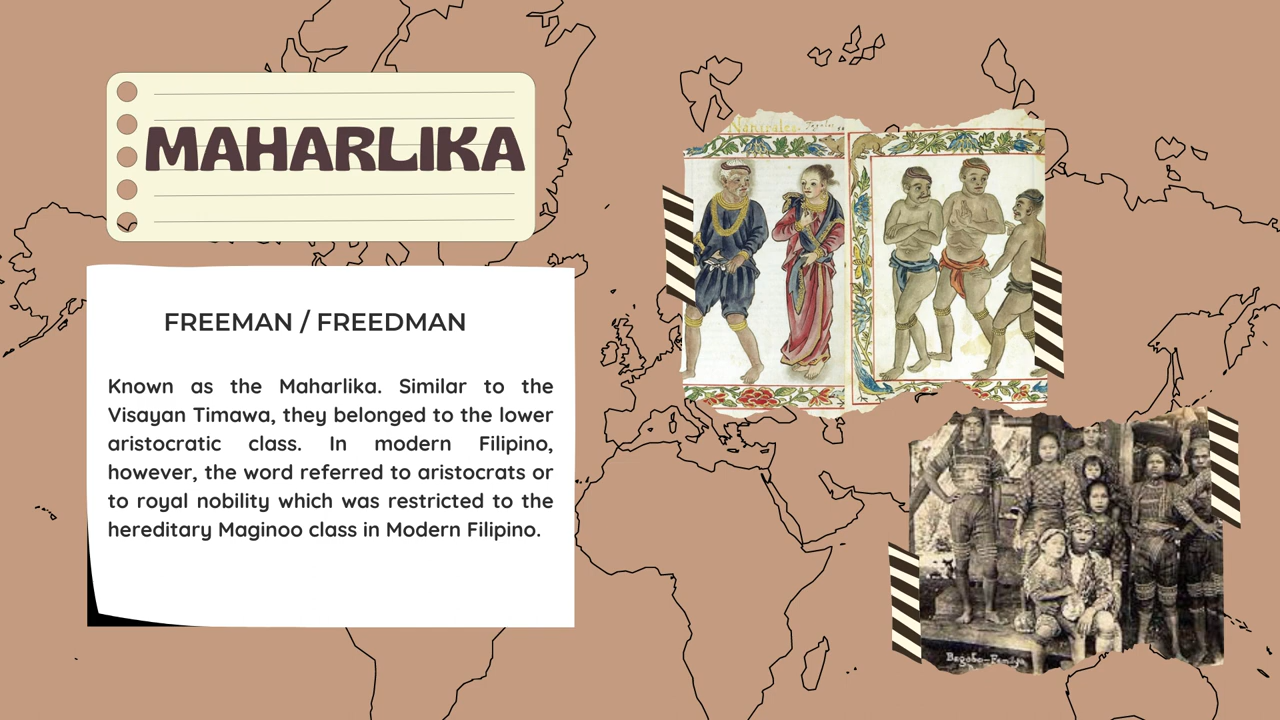 MAHARLIKA
FREEMAN / FREEDMAN
Known as the Maharlika. Similar to the
Visayan Timawa, they belonged to the lower
aristocratic class. In modern Filipino,
however, the word referred to aristocrats or
to royal nobility which was restricted to the
hereditary Maginoo class in Modern Filipino.
Naturales
Bagobo-Family